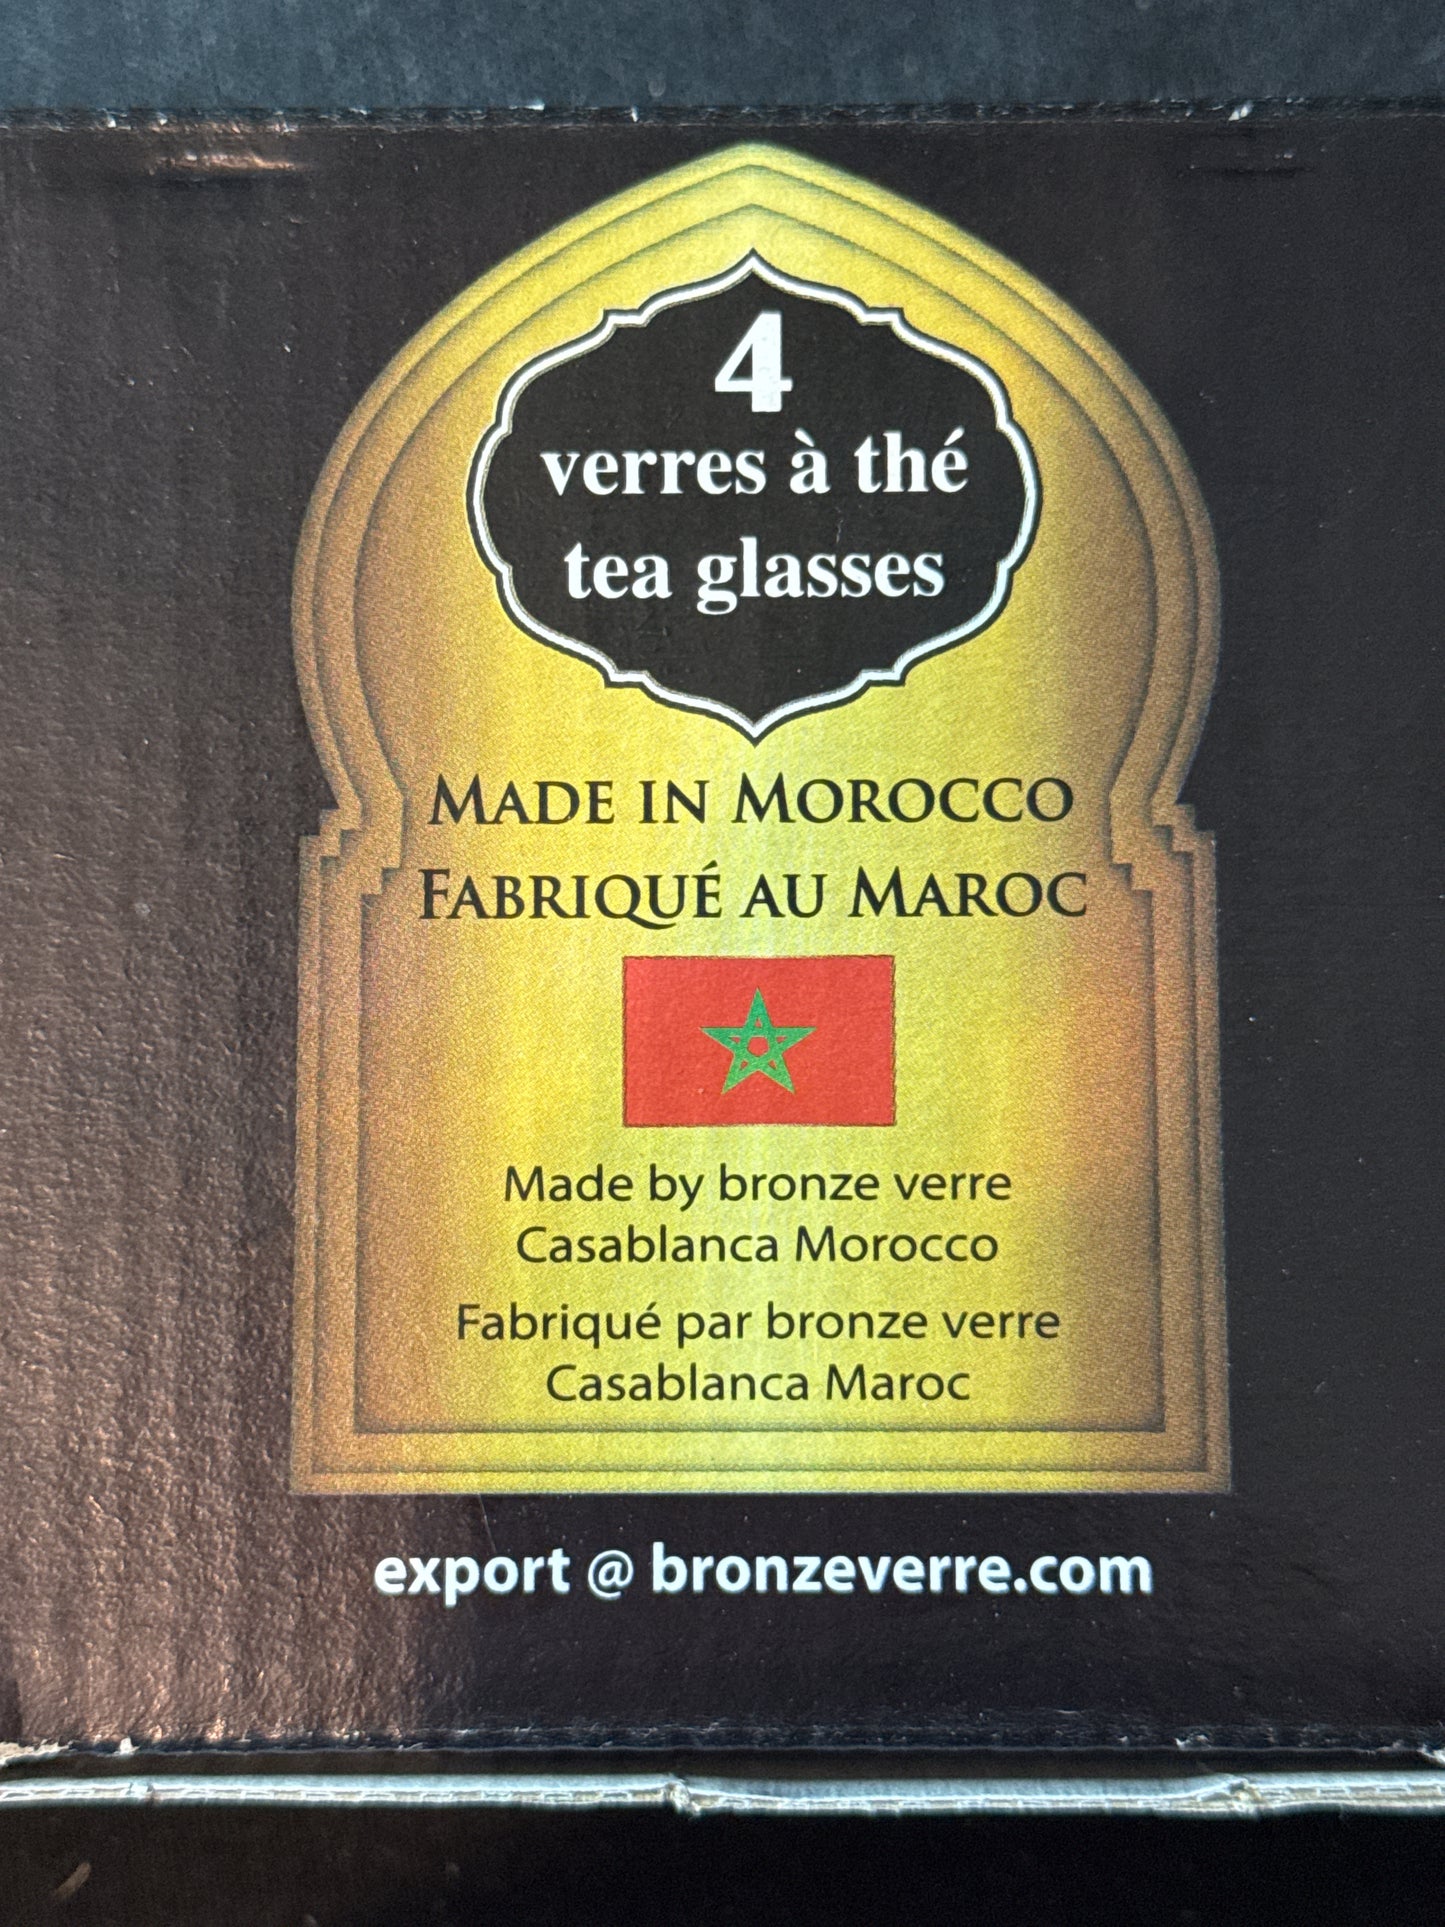 4
verres à thé
tea glasses
MADE IN MOROCCO
FABRIQUÉ AU MAROC
Made by bronze verre
Casablanca Morocco
Fabriqué par bronze verre
Casablanca Maroc
export @ bronzeverre.com